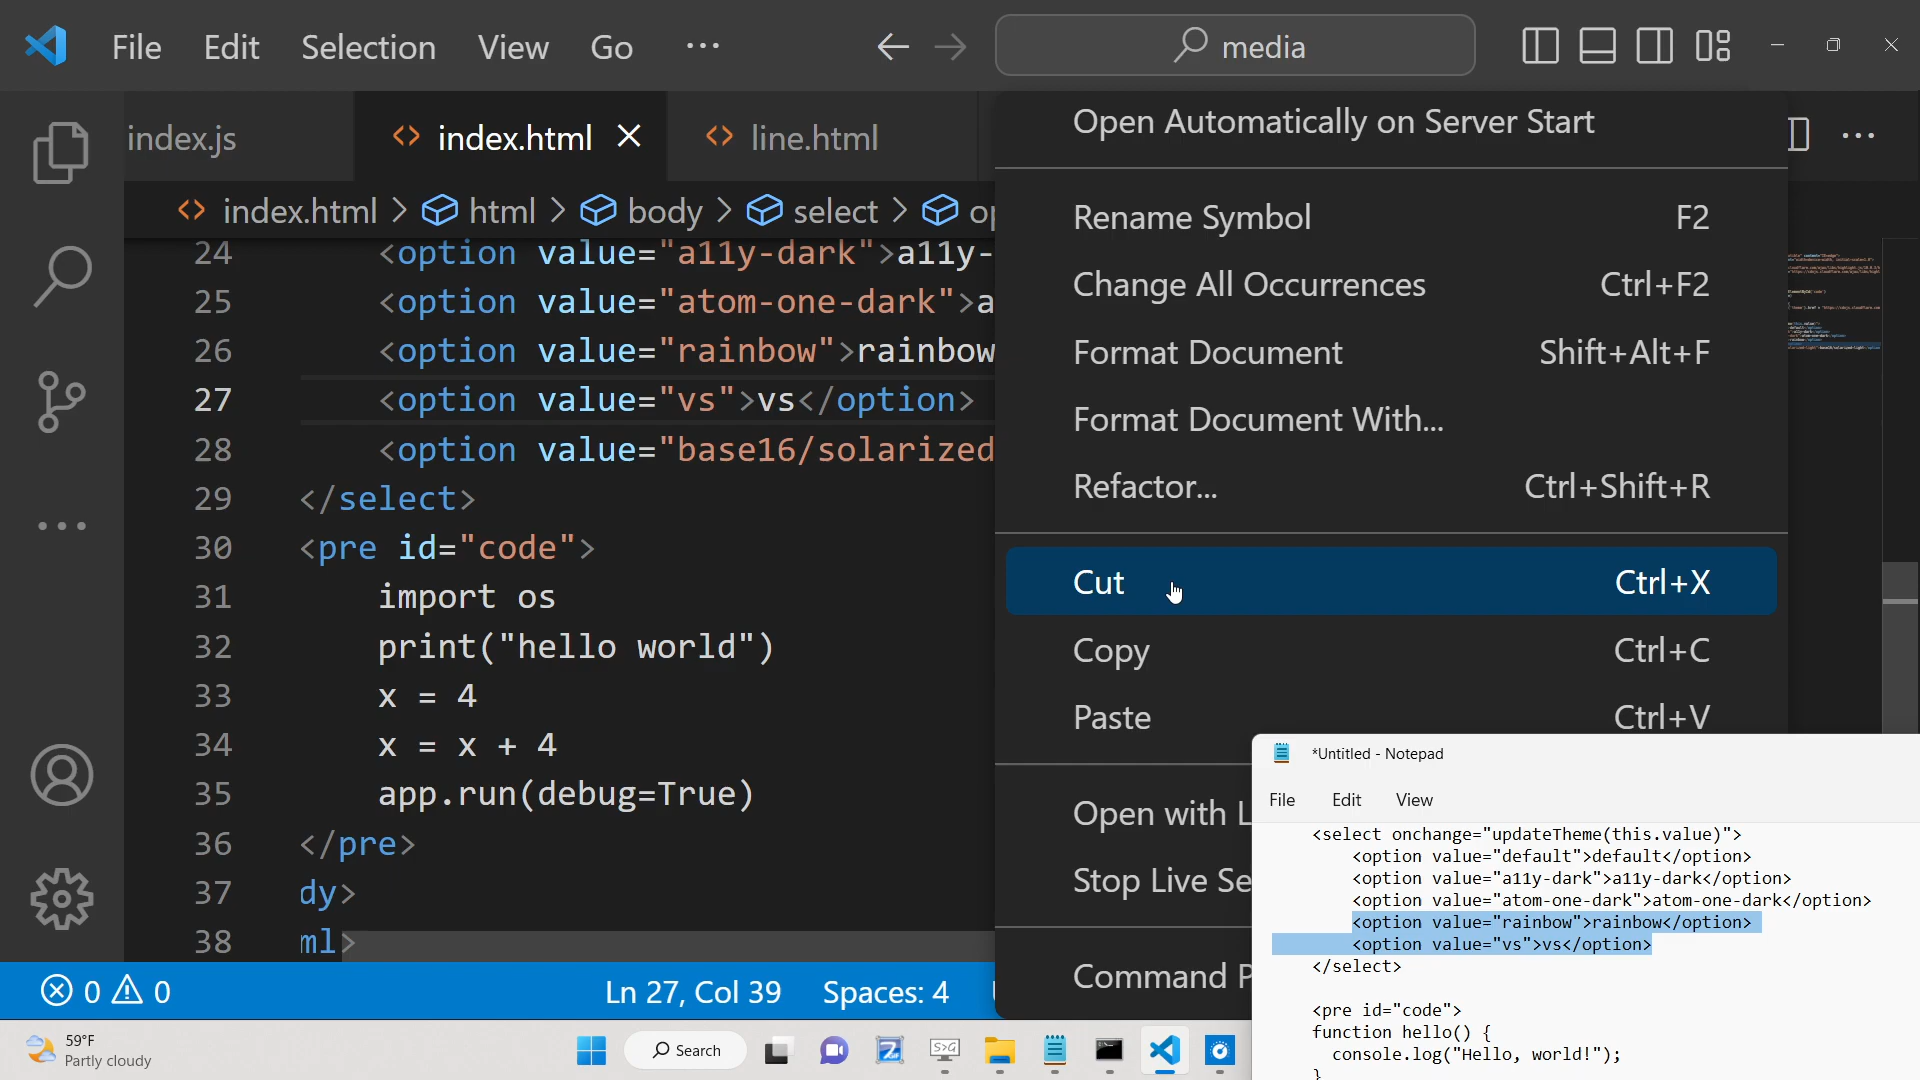 File Edit Selection View Go ... media
index.js index.html line.html
index.html > html > body > select > op
24 <option value="a11y-dark">a11y-
25 <option value="atom-one-dark">a
26 <option value="rainbow">rainbow
27 <option value="vs">vs</option>
28 <option value="base16/solarized
29 </select>
30 <pre id="code">
31 import os
32 print("hello world")
33 x = 4
34 x = x + 4
35 app.run(debug=True)
36 </pre>
37 dy>
38 ml>
Open Automatically on Server Start
Rename Symbol F2
Change All Occurrences Ctrl+F2
Format Document Shift+Alt+F
Format Document With...
Refactor... Ctrl+Shift+R
Cut Ctrl+X
Copy Ctrl+C
Paste Ctrl+V
Open with L
Stop Live Se
Command P
*Untitled - Notepad
File Edit View
<select onchange="updateTheme(this.value)">
<option value="default">default</option>
<option value="a11y-dark">a11y-dark</option>
<option value="atom-one-dark">atom-one-dark</option>
<option value="rainbow">rainbow</option>
<option value="vs">vs</option>
</select>
<pre id="code">
function hello() {
console.log("Hello, world!");
}
0 0 Ln 27, Col 39 Spaces: 4
59°F
Partly cloudy
Search